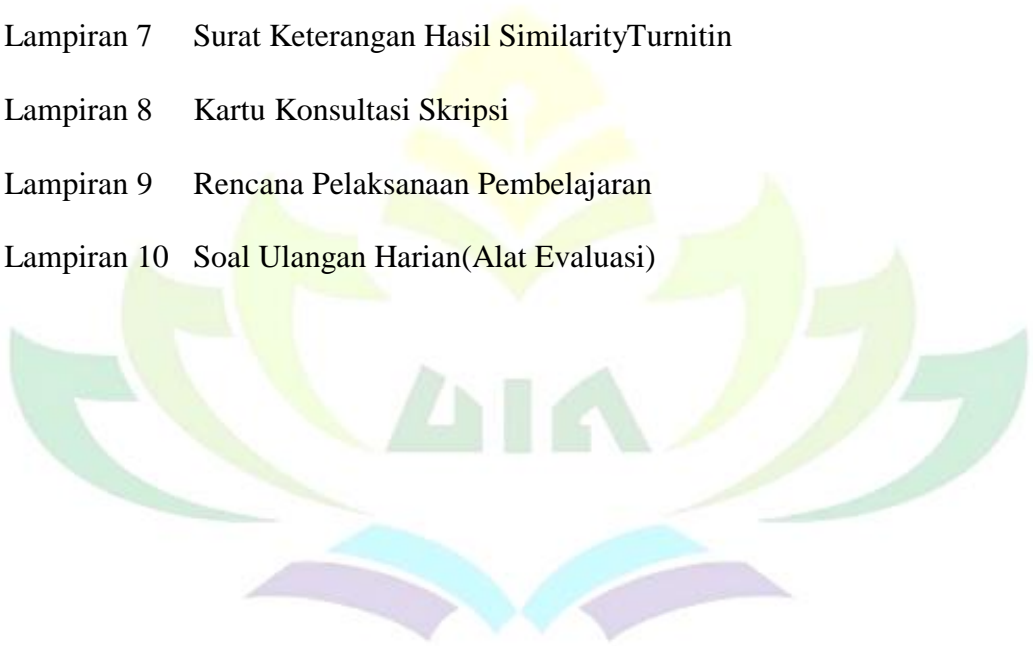 Lampiran 7 Surat Keterangan Hasil SimilarityTurnitin
Lampiran 8 Kartu Konsultasi Skripsi
Lampiran 9 Rencana Pelaksanaan Pembelajaran
Lampiran 10 Soal Ulangan Harian(Alat Evaluasi)
UIN